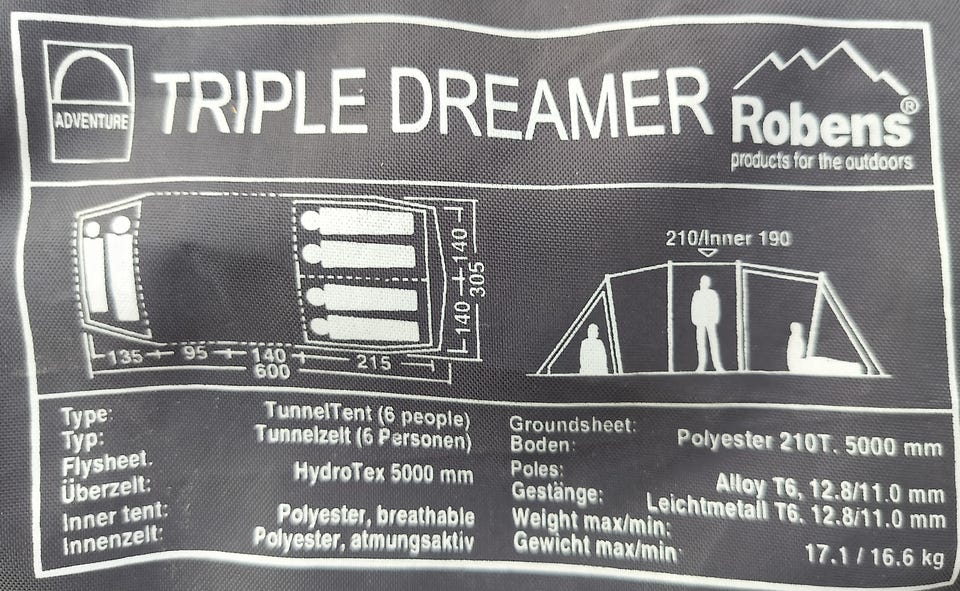 ADVENTURE
TRIPLE DREAMER
Robens®
products for the outdoors
140
140
305
135
95
140
215
600
210/Inner 190
Type: TunnelTent (6 people)
Typ: Tunnelzelt (6 Personen)
Flysheet.
Überzelt: HydroTex 5000 mm
Inner tent: Polyester, breathable
Innenzelt: Polyester, atmungsaktiv
Groundsheet:
Boden: Polyester 210T. 5000 mm
Poles: Alloy T6, 12.8/11.0 mm
Gestänge: Leichtmetall T6, 12.8/11.0 mm
Weight max/min:
Gewicht max/min: 17.1 / 16.6 kg